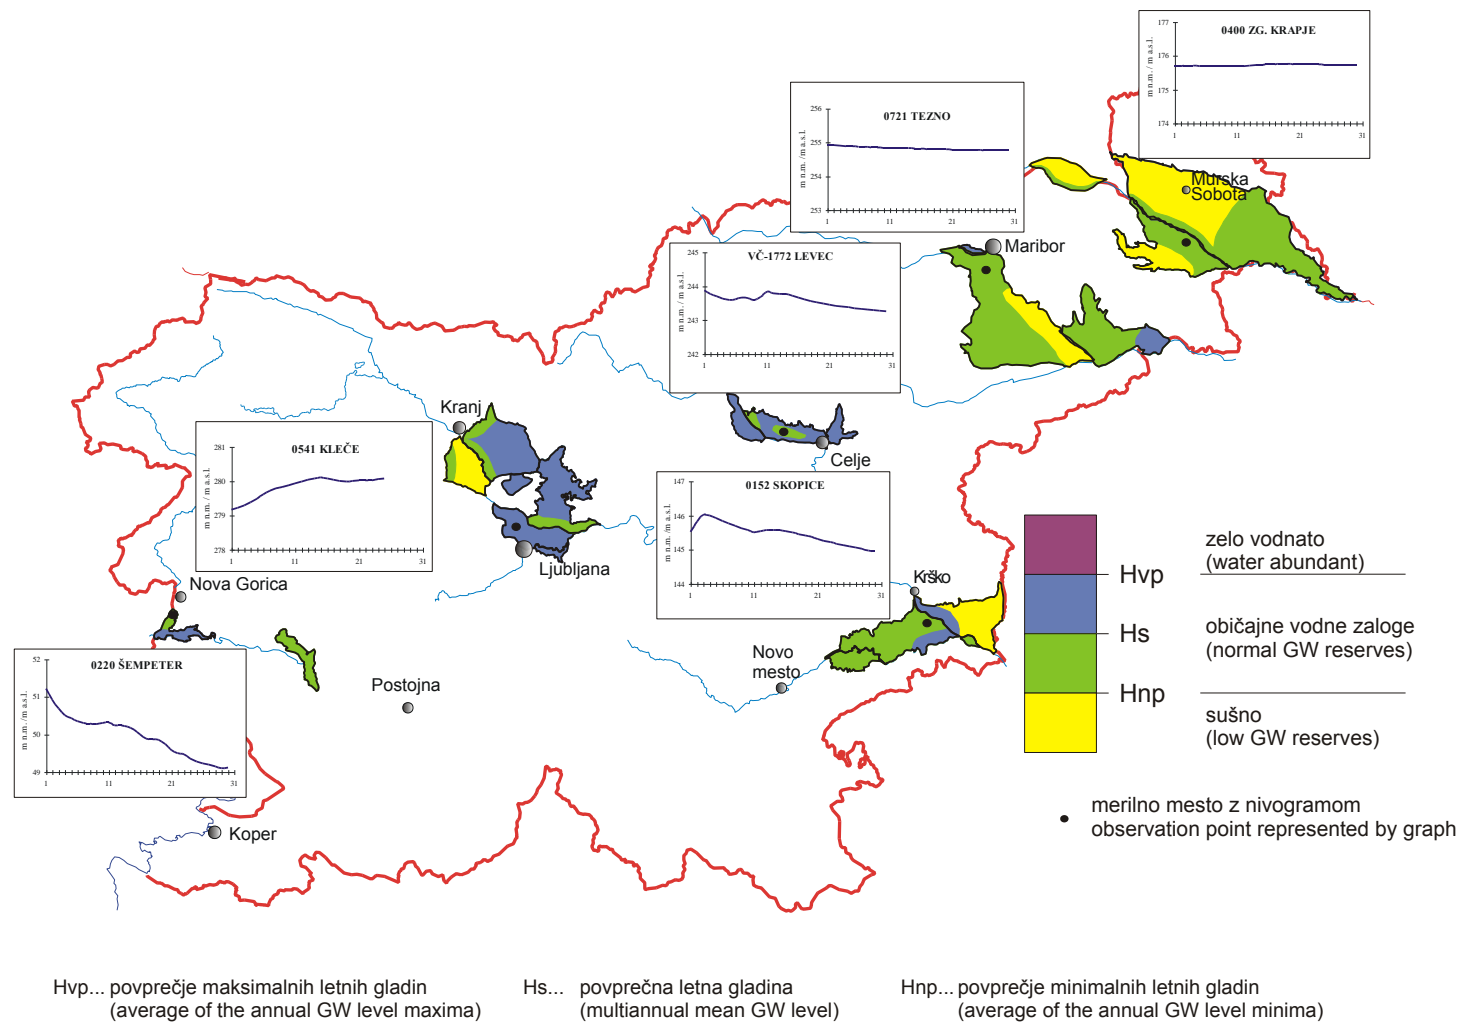 0400 ZG. KRAPJE
m n.m. / m a.s.l.
177
176
175
174
1
11
21
31
0721 TEZNO
m n.m. /m a.s.l.
256
255
254
253
1
11
21
31
Murska
Sobota
Maribor
VČ-1772 LEVEC
m n.m. / m a.s.l.
245
244
243
242
1
11
21
31
Kranj
0541 KLEČE
m n.m. / m a.s.l.
281
280
279
278
1
11
21
31
Celje
0152 SKOPICE
m n.m. /m a.s.l.
147
146
145
144
1
11
21
31
Ljubljana
Nova Gorica
Krško
Novo
mesto
Postojna
0220 ŠEMPETER
m n.m. /m a.s.l.
52
51
50
49
1
11
21
31
Koper
zelo vodnato
(water abundant)
Hvp
Hs
običajne vodne zaloge
(normal GW reserves)
Hnp
sušno
(low GW reserves)
merilno mesto z nivogramom
observation point represented by graph
Hvp... povprečje maksimalnih letnih gladin
(average of the annual GW level maxima)
Hs... povprečna letna gladina
(multiannual mean GW level)
Hnp... povprečje minimalnih letnih gladin
(average of the annual GW level minima)